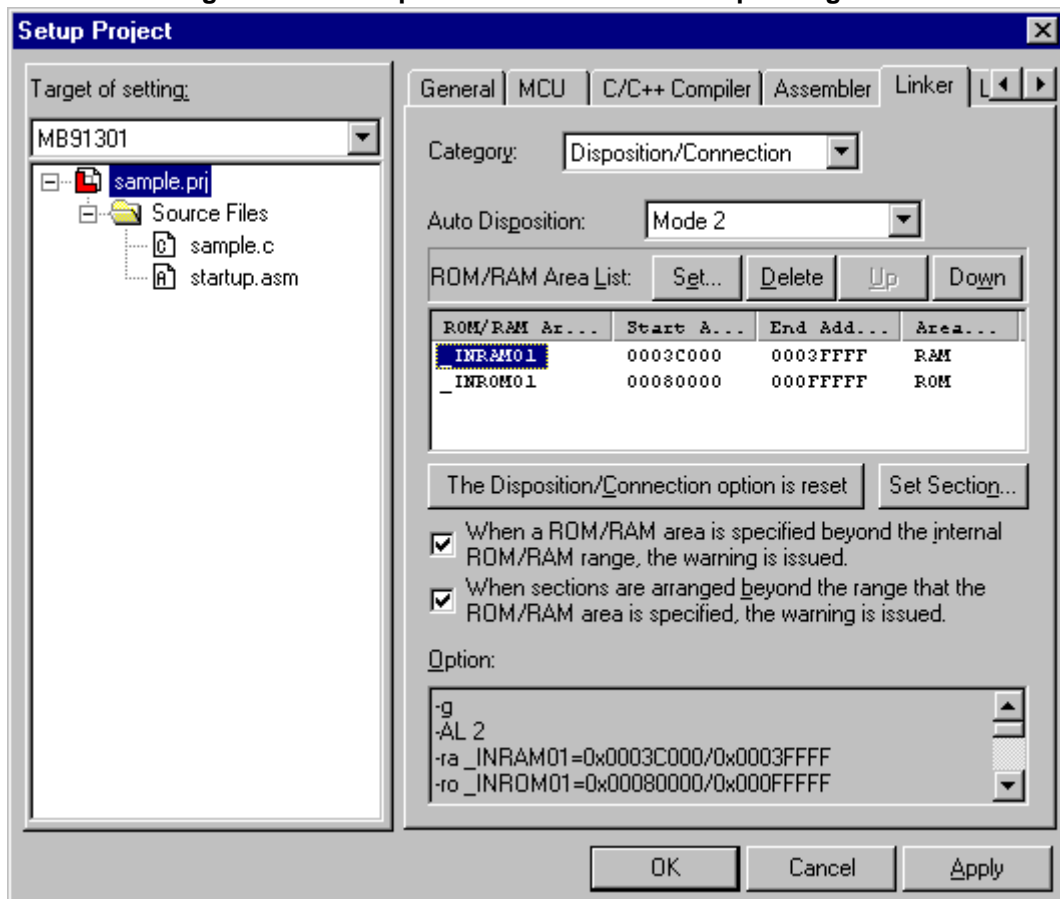 Setup Project
Target of setting:
MB91301
sample.prj
Source Files
sample.c
startup.asm
General MCU C/C++ Compiler Assembler Linker L
Category: Disposition/Connection
Auto Disposition: Mode 2
ROM/RAM Area List: Set... Delete Up Down
ROM/RAM Ar... Start A... End Add... Area...
_INRAM01 0003C000 0003FFFF RAM
_INROM01 00080000 000FFFFF ROM
The Disposition/Connection option is reset Set Section...
When a ROM/RAM area is specified beyond the internal
ROM/RAM range, the warning is issued.
When sections are arranged beyond the range that the
ROM/RAM area is specified, the warning is issued.
Option:
-g
-AL 2
-ra _INRAM01=0x0003C000/0x0003FFFF
-ro _INROM01=0x00080000/0x000FFFFF
OK Cancel Apply